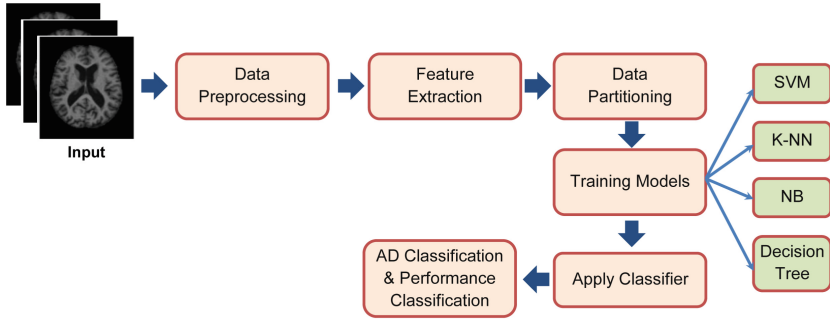 Input
Data
Preprocessing
Feature
Extraction
Data
Partitioning
Training Models
SVM
K-NN
NB
Decision
Tree
Apply Classifier
AD Classification
& Performance
Classification